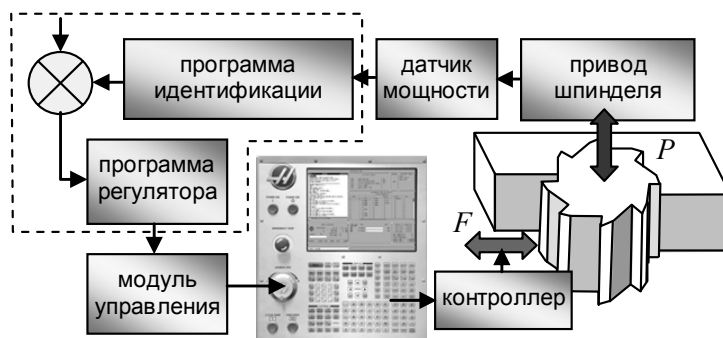 программа
идентификации
датчик
мощности
привод
шпинделя
P
программа
регулятора
F
модуль
управления
контроллер